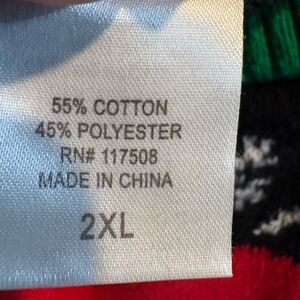 55% COTTON
45% POLYESTER
RN# 117508
MADE IN CHINA
2XL